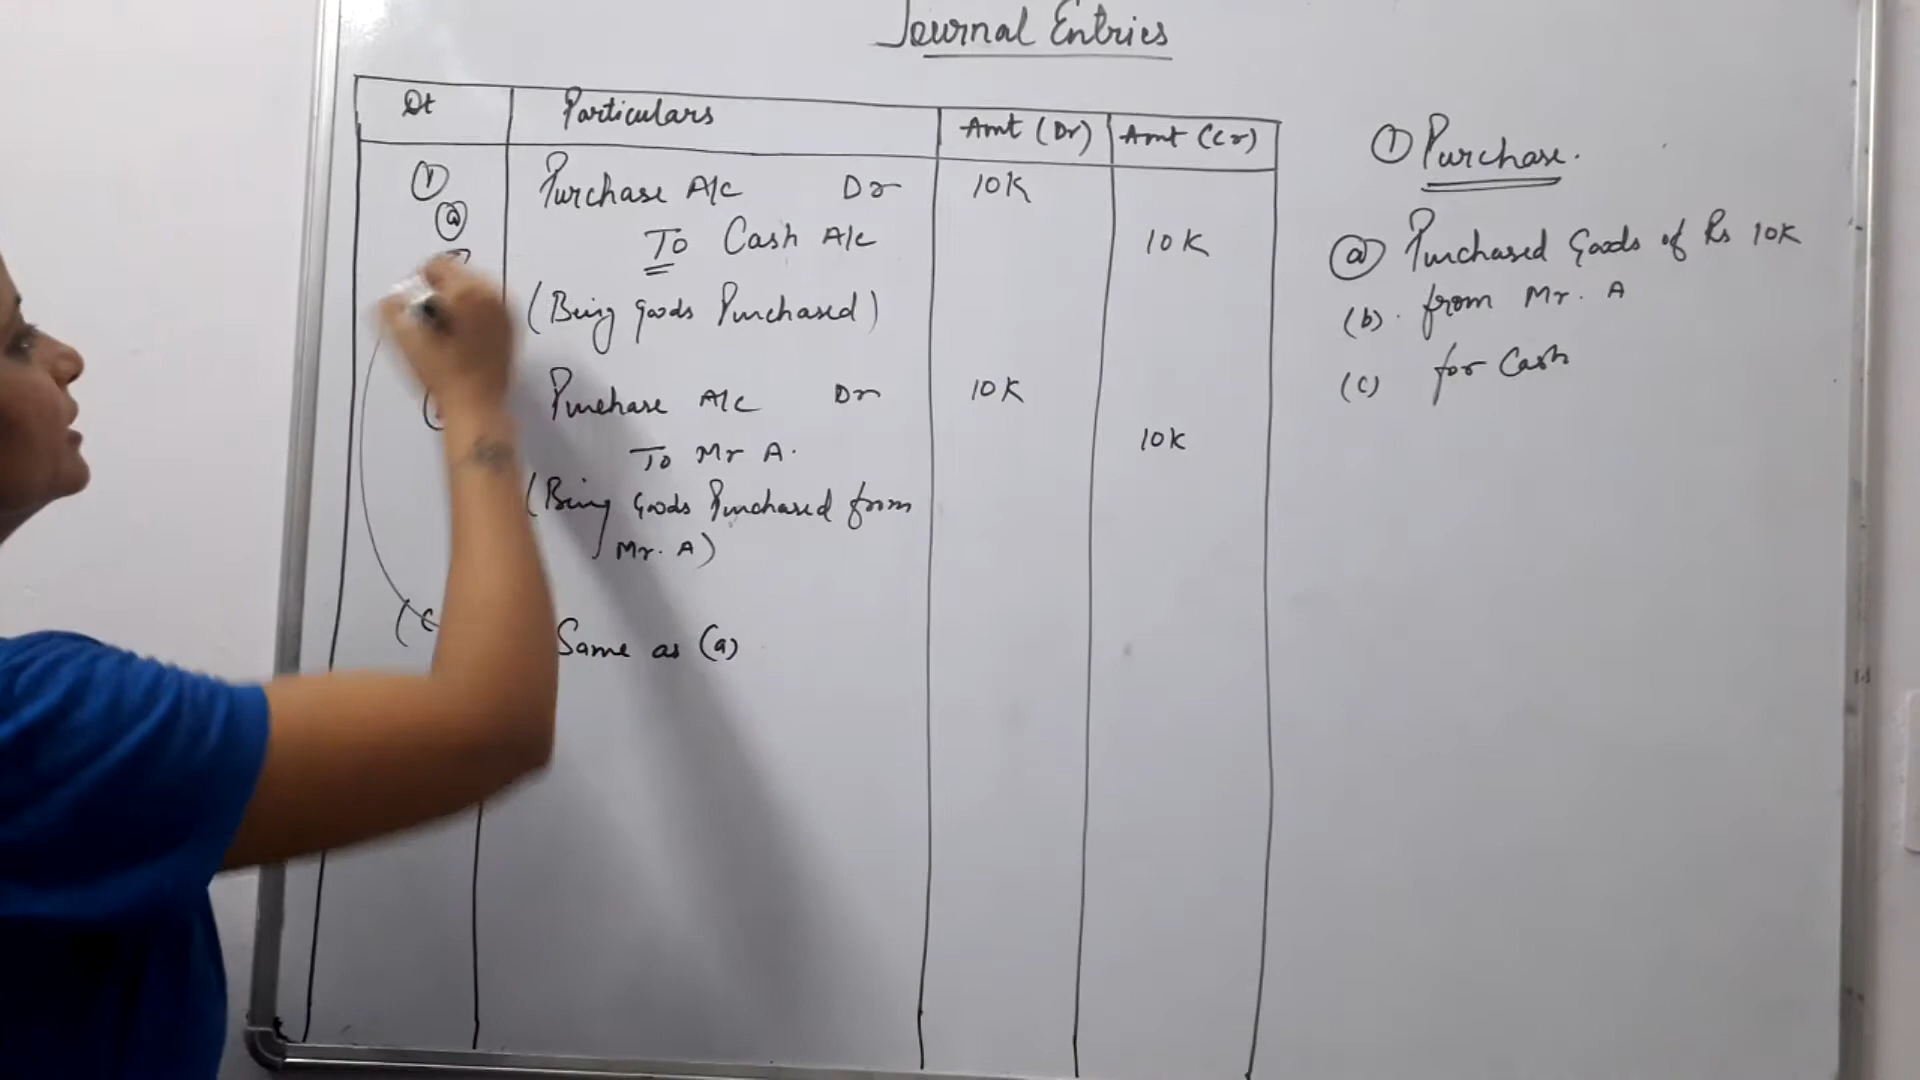 Journal Entries
Dt Particulars Amt (Dr) Amt (Cr)
① Purchase A/c Dr 10K
ⓐ To Cash A/c 10K
(Being goods Purchased)
Purchase A/c Dr 10K
To Mr A. 10K
(Being Goods Purchased from
Mr. A)
(c Same as (a)
① Purchase.
ⓐ Purchased Goods of Rs 10K
(b). from Mr. A
(c) for Cash